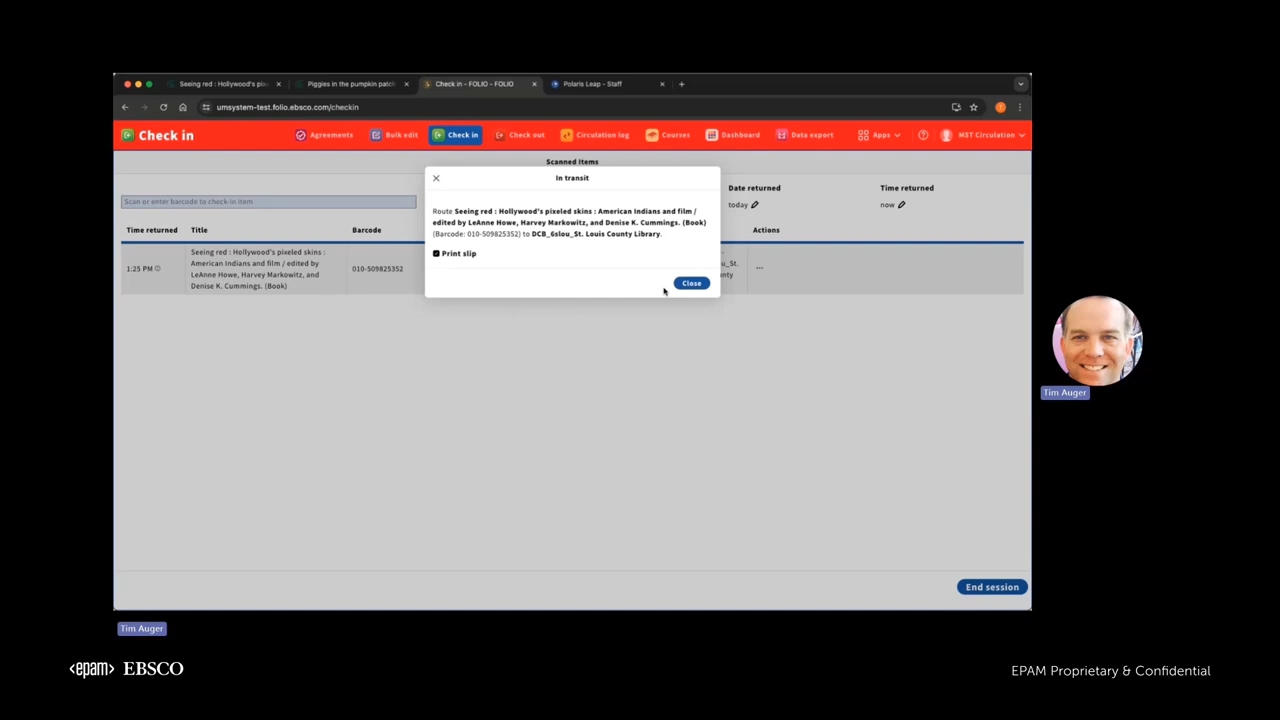 Seeing red : Hollywood's pixe
Piggies in the pumpkin patch
Check in - FOLIO - FOLIO
Polaris Leap - Staff
umsystem-test.folio.ebsco.com/checkin
Check in
Agreements
Bulk edit
Check in
Check out
Circulation log
Courses
Dashboard
Data export
Apps
MST Circulation
Scanned Items
Scan or enter barcode to check-in item
Date returned
Time returned
today
now
Time returned
Title
Barcode
Actions
1:25 PM
Seeing red : Hollywood's pixeled skins :
American Indians and film / edited by
LeAnne Howe, Harvey Markowitz, and
Denise K. Cummings. (Book)
010-509825352
u_St.
nty
...
In transit
Route Seeing red : Hollywood's pixeled skins : American Indians and film /
edited by LeAnne Howe, Harvey Markowitz, and Denise K. Cummings. (Book)
(Barcode: 010-509825352) to DCB_6slou_St. Louis County Library.
Print slip
Close
End session
Tim Auger
Tim Auger
<epam> EBSCO
EPAM Proprietary & Confidential